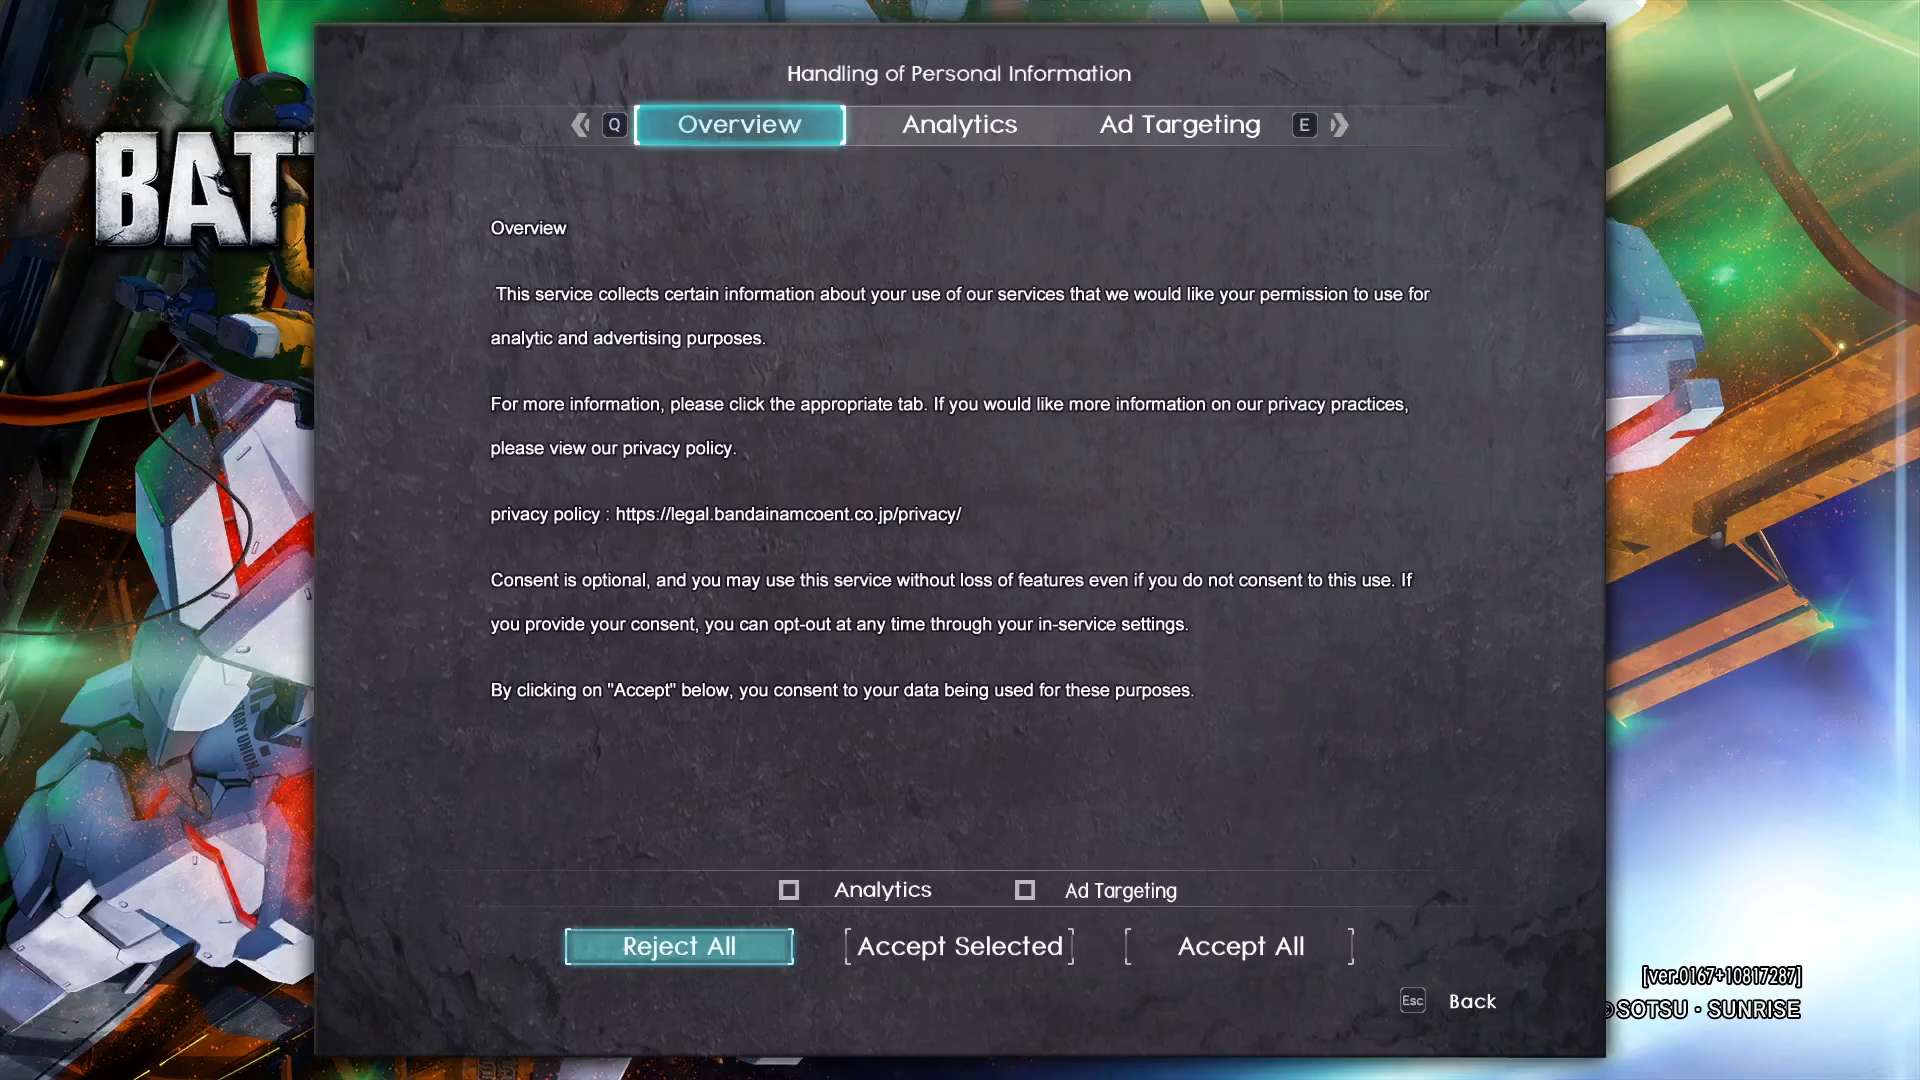 Handling of Personal Information
Q Overview Analytics Ad Targeting E
BATT
Overview
This service collects certain information about your use of our services that we would like your permission to use for
analytic and advertising purposes.
For more information, please click the appropriate tab. If you would like more information on our privacy practices,
please view our privacy policy.
privacy policy : https://legal.bandainamcoent.co.jp/privacy/
Consent is optional, and you may use this service without loss of features even if you do not consent to this use. If
you provide your consent, you can opt-out at any time through your in-service settings.
By clicking on "Accept" below, you consent to your data being used for these purposes.
TARY UNION
Analytics Ad Targeting
Reject All [Accept Selected] [ Accept All ]
[ver.0167+10817287]
Esc Back
© SOTSU・SUNRISE